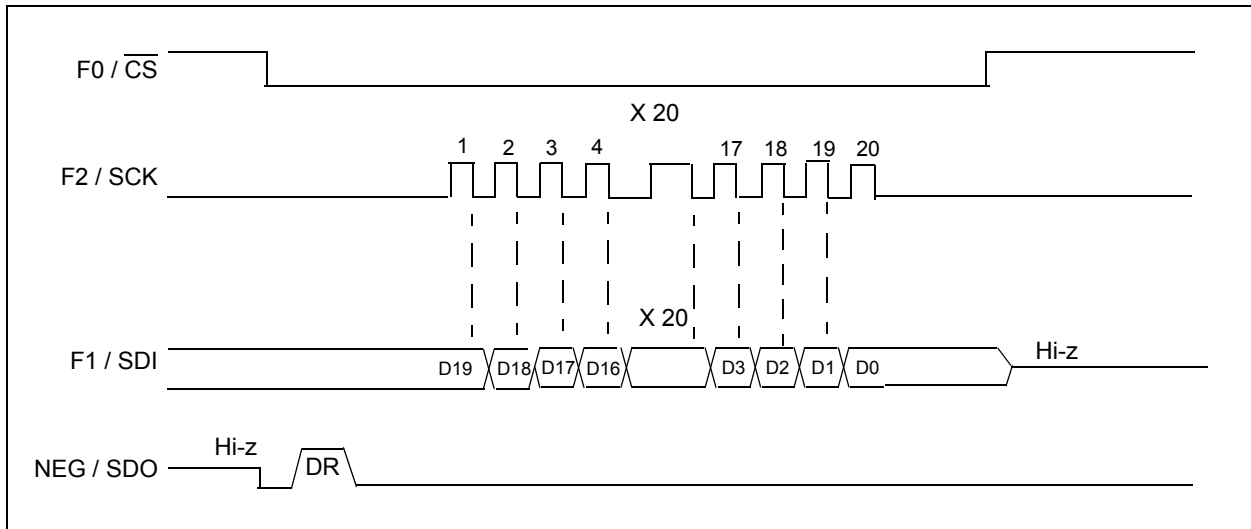 F0 / C̅S̅
X 20
1 2 3 4 17 18 19 20
F2 / SCK
X 20
F1 / SDI
D19 D18 D17 D16 D3 D2 D1 D0
Hi-z
Hi-z
NEG / SDO
DR